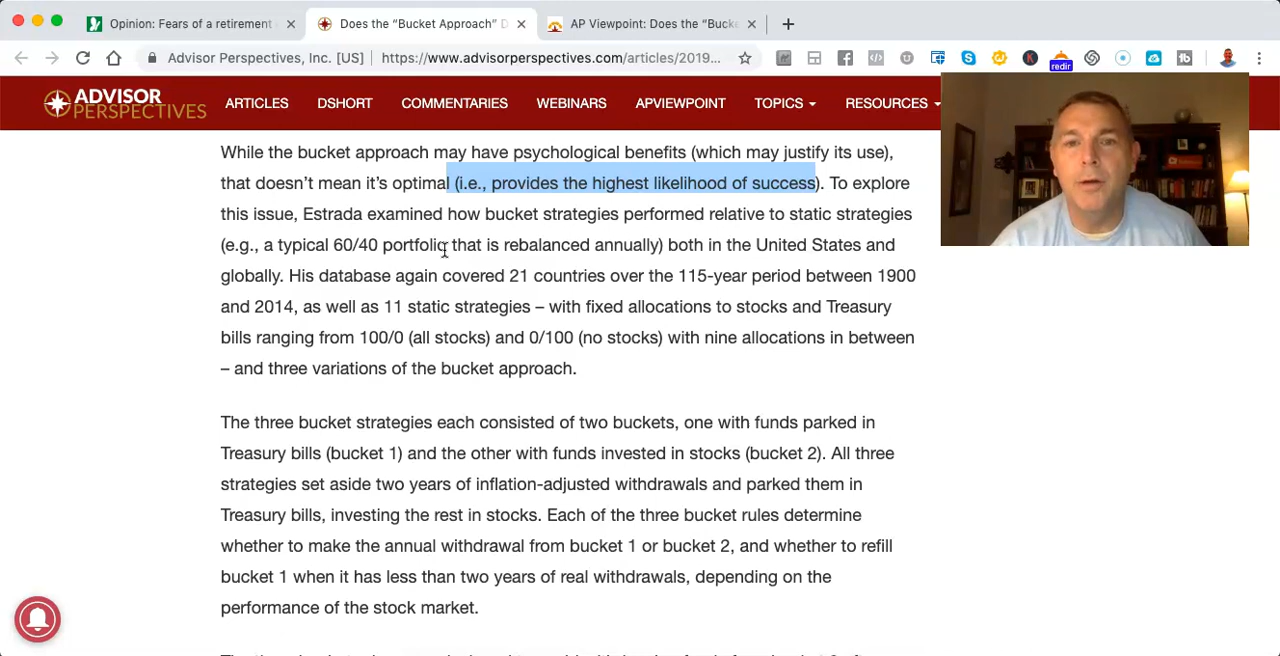 Opinion: Fears of a retirement
Does the “Bucket Approach” D
AP Viewpoint: Does the “Bucke
Advisor Perspectives, Inc. [US]
https://www.advisorperspectives.com/articles/2019...
redir
ADVISOR
PERSPECTIVES
ARTICLES DSHORT COMMENTARIES WEBINARS APVIEWPOINT TOPICS RESOURCES
While the bucket approach may have psychological benefits (which may justify its use),
that doesn’t mean it’s optimal (i.e., provides the highest likelihood of success). To explore
this issue, Estrada examined how bucket strategies performed relative to static strategies
(e.g., a typical 60/40 portfolio that is rebalanced annually) both in the United States and
globally. His database again covered 21 countries over the 115-year period between 1900
and 2014, as well as 11 static strategies – with fixed allocations to stocks and Treasury
bills ranging from 100/0 (all stocks) and 0/100 (no stocks) with nine allocations in between
– and three variations of the bucket approach.
The three bucket strategies each consisted of two buckets, one with funds parked in
Treasury bills (bucket 1) and the other with funds invested in stocks (bucket 2). All three
strategies set aside two years of inflation-adjusted withdrawals and parked them in
Treasury bills, investing the rest in stocks. Each of the three bucket rules determine
whether to make the annual withdrawal from bucket 1 or bucket 2, and whether to refill
bucket 1 when it has less than two years of real withdrawals, depending on the
performance of the stock market.